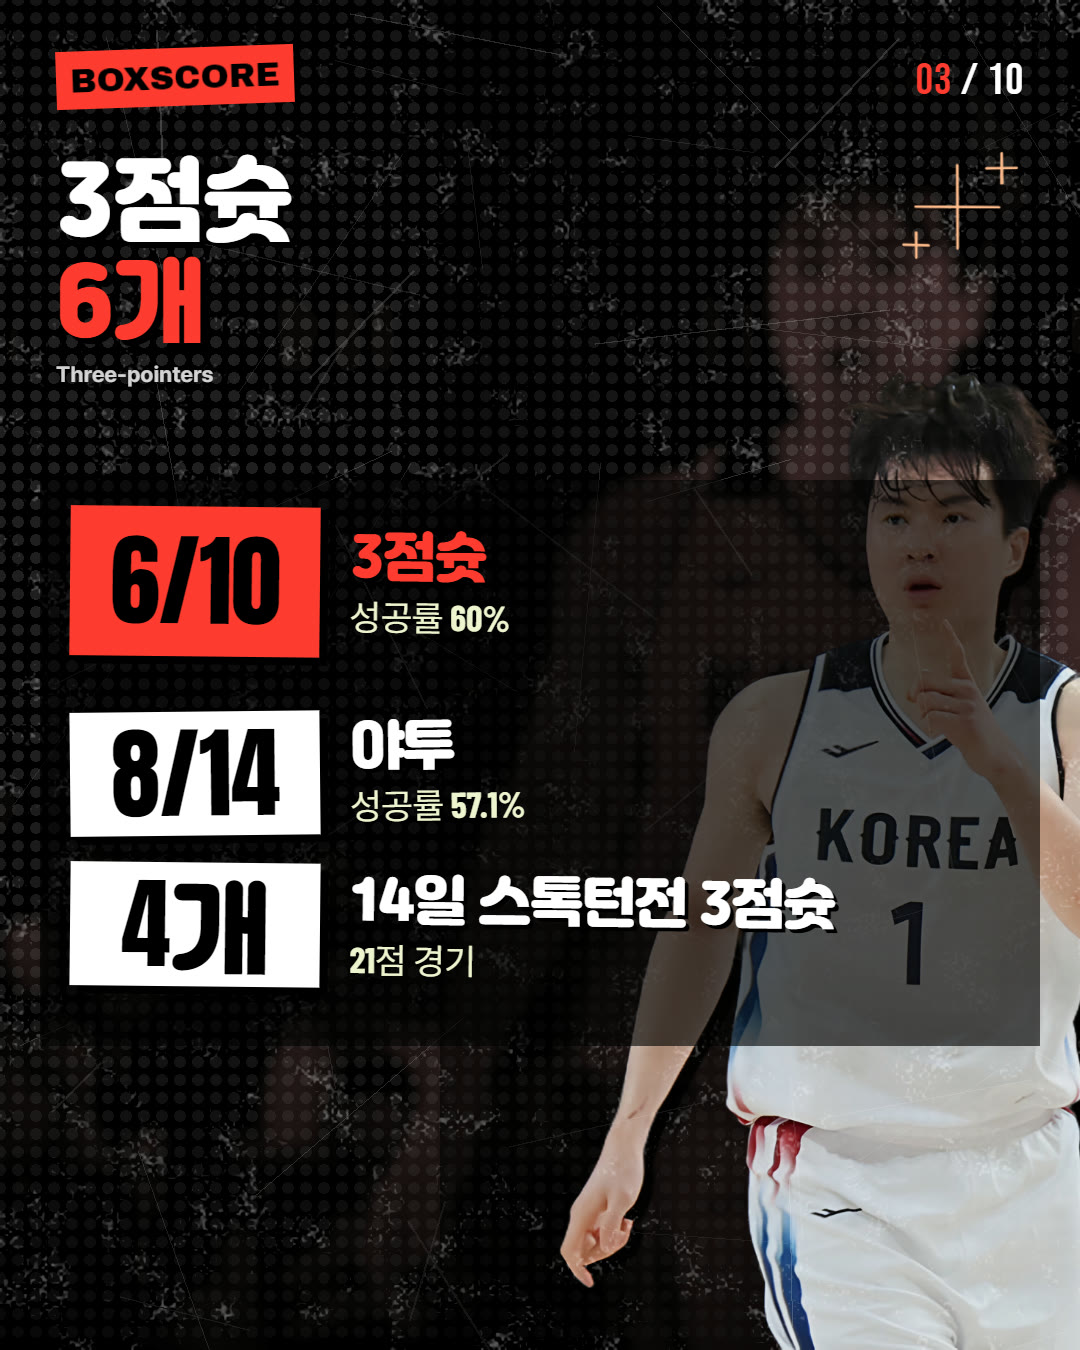 BOXSCORE
03 / 10
3점슛
6개
Three-pointers
6/10
3점슛
성공률 60%
8/14
야투
성공률 57.1%
4개
14일 스톡턴전 3점슛
21점 경기
KOREA
1